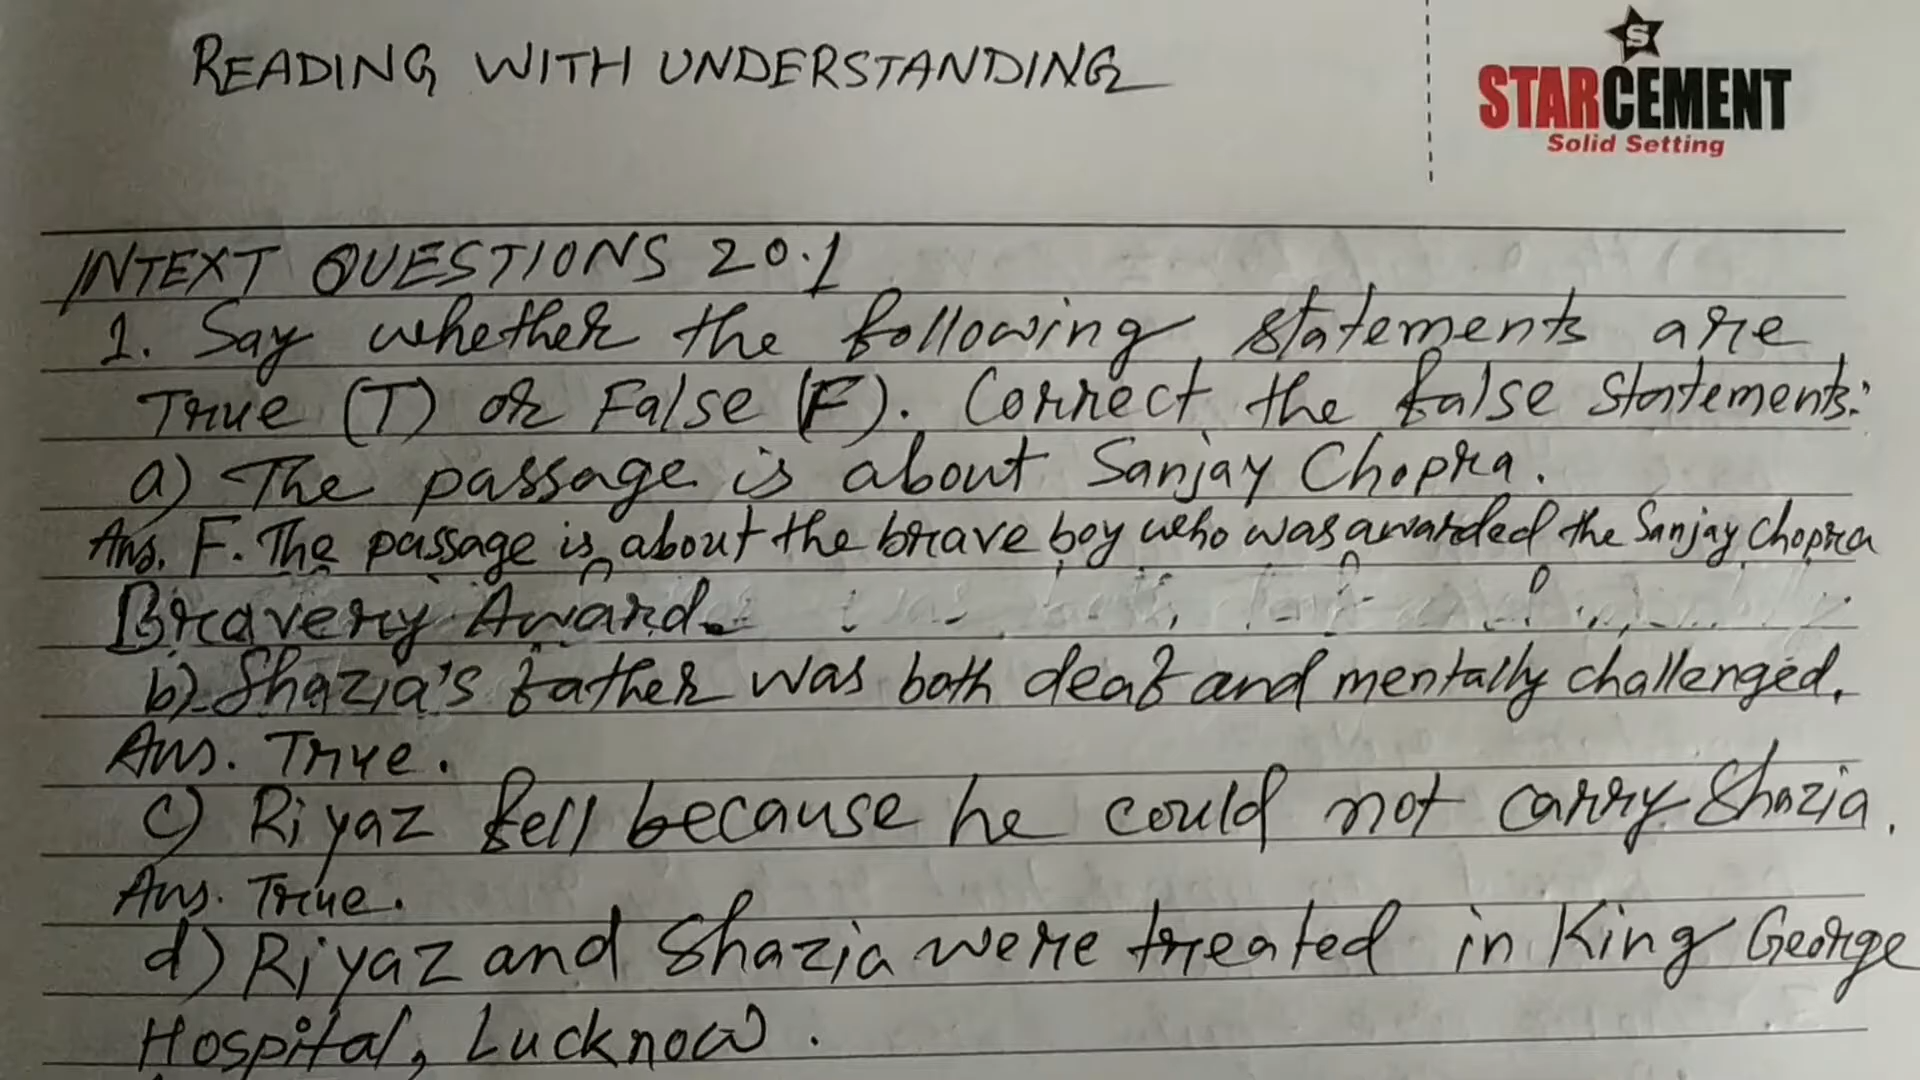 READING WITH UNDERSTANDING
S
STARCEMENT
Solid Setting
INTEXT QUESTIONS 20.1
1. Say whether the following statements are
True (T) or False (F). Correct the false statements:
a) The passage is about Sanjay Chopra.
Ans. F. The passage is about the brave boy who was awarded the Sanjay Chopra
Bravery Award.
b) Shazia's father was both deaf and mentally challenged.
Ans. True.
c) Riyaz fell because he could not carry Shazia.
Ans. True.
d) Riyaz and Shazia were treated in King George
Hospital, Lucknow.